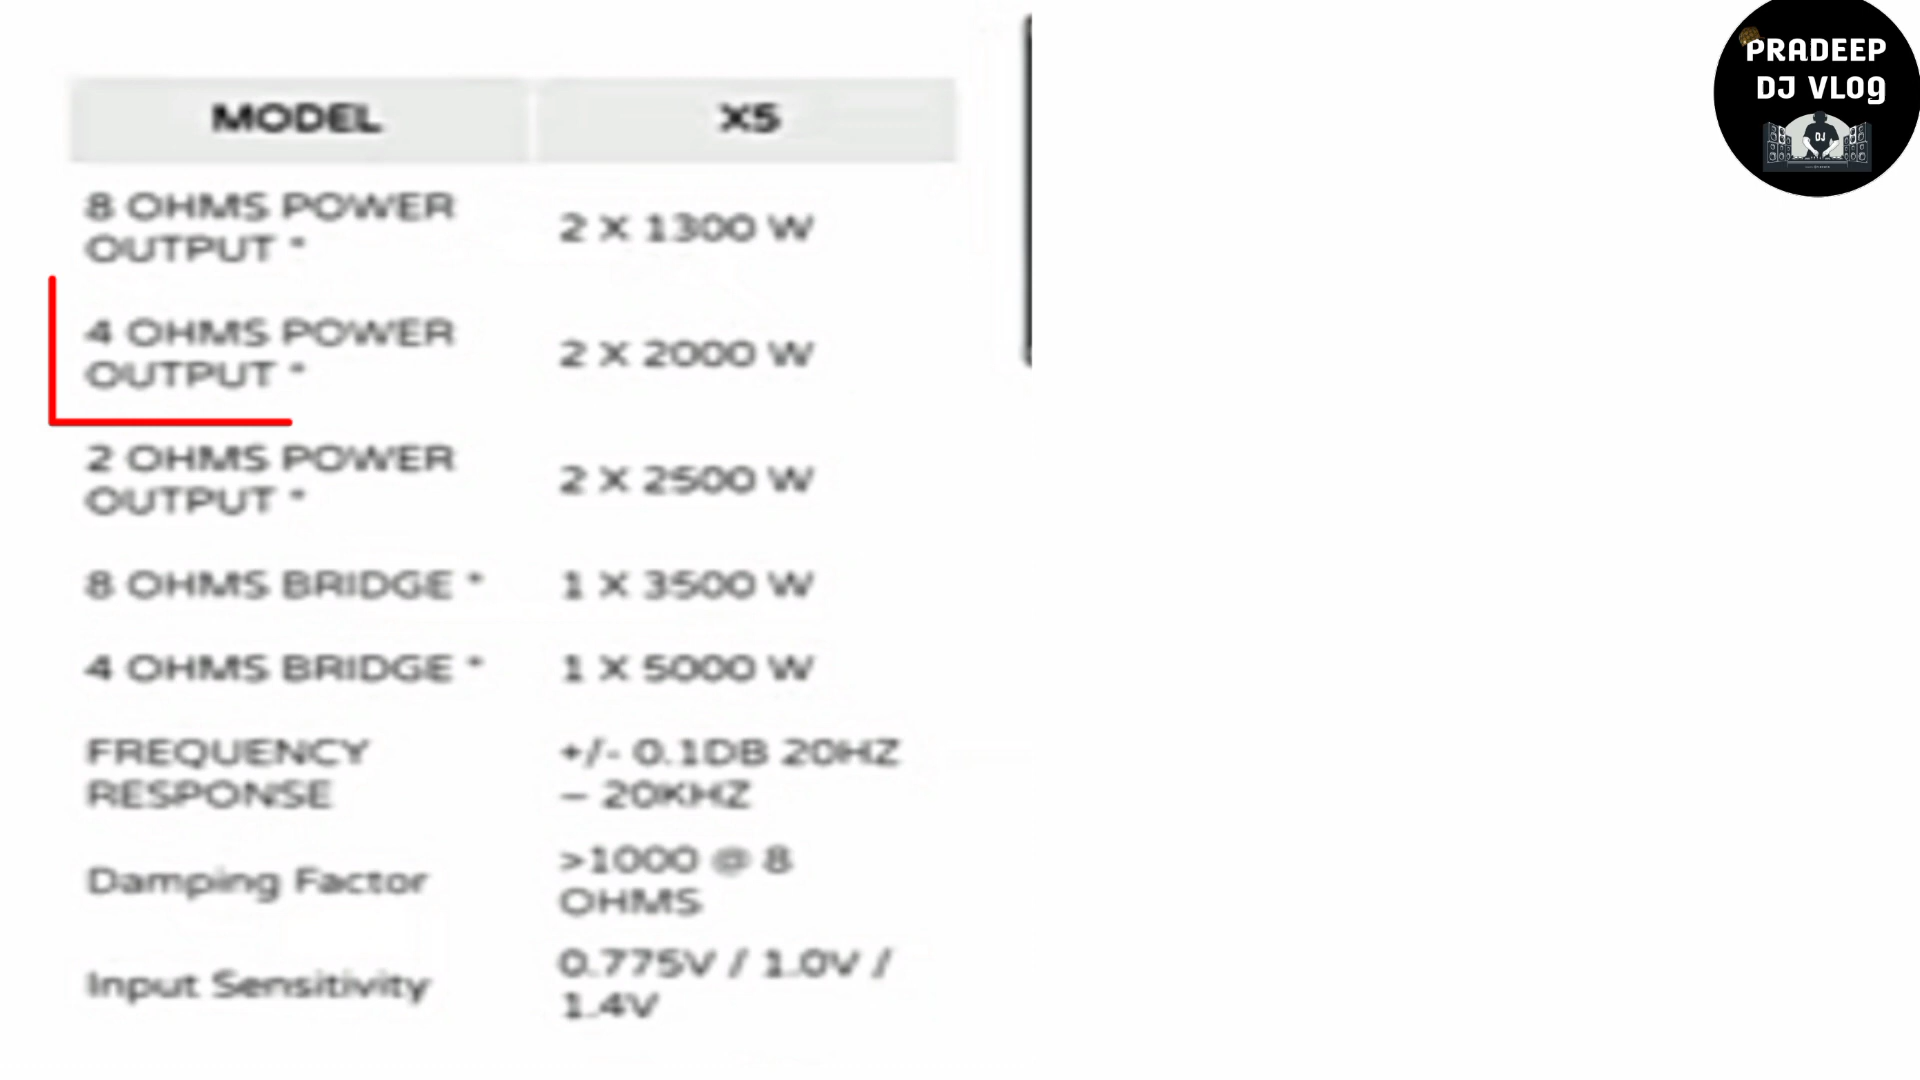 MODEL X5
8 OHMS POWER
OUTPUT *
2 X 1300 W
4 OHMS POWER
OUTPUT *
2 X 2000 W
2 OHMS POWER
OUTPUT *
2 X 2500 W
8 OHMS BRIDGE * 1 X 3500 W
4 OHMS BRIDGE * 1 X 5000 W
FREQUENCY
RESPONSE
+/- 0.1DB 20HZ
– 20KHZ
Damping Factor
>1000 @ 8
OHMS
Input Sensitivity
0.775V / 1.0V /
1.4V
PRADEEP
DJ VLOg
DJ